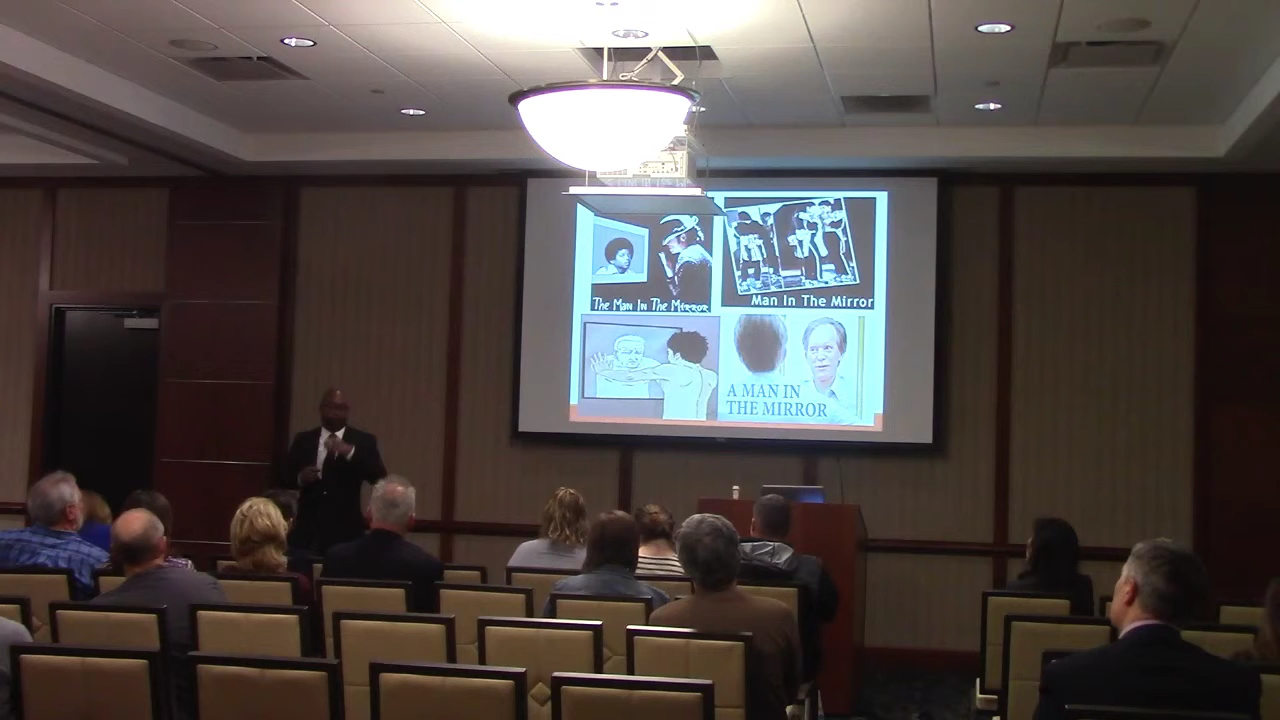 The Man In The Mirror
Man In The Mirror
A MAN IN
THE MIRROR